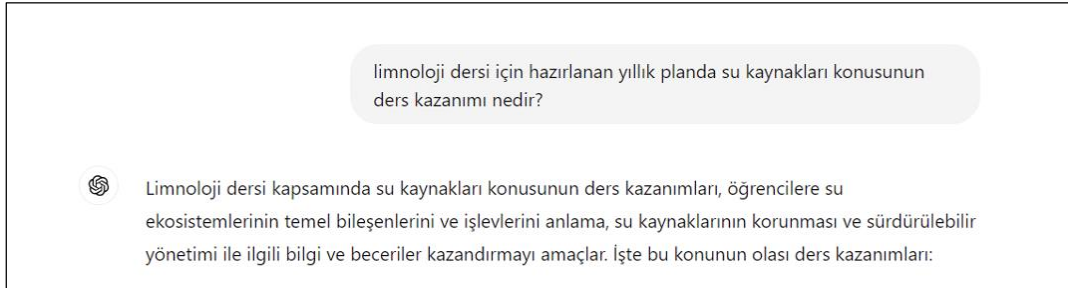 limnoloji dersi için hazırlanan yıllık planda su kaynakları konusunun
ders kazanımı nedir?
Limnoloji dersi kapsamında su kaynakları konusunun ders kazanımları, öğrencilere su
ekosistemlerinin temel bileşenlerini ve işlevlerini anlama, su kaynaklarının korunması ve sürdürülebilir
yönetimi ile ilgili bilgi ve beceriler kazandırmayı amaçlar. İşte bu konunun olası ders kazanımları: